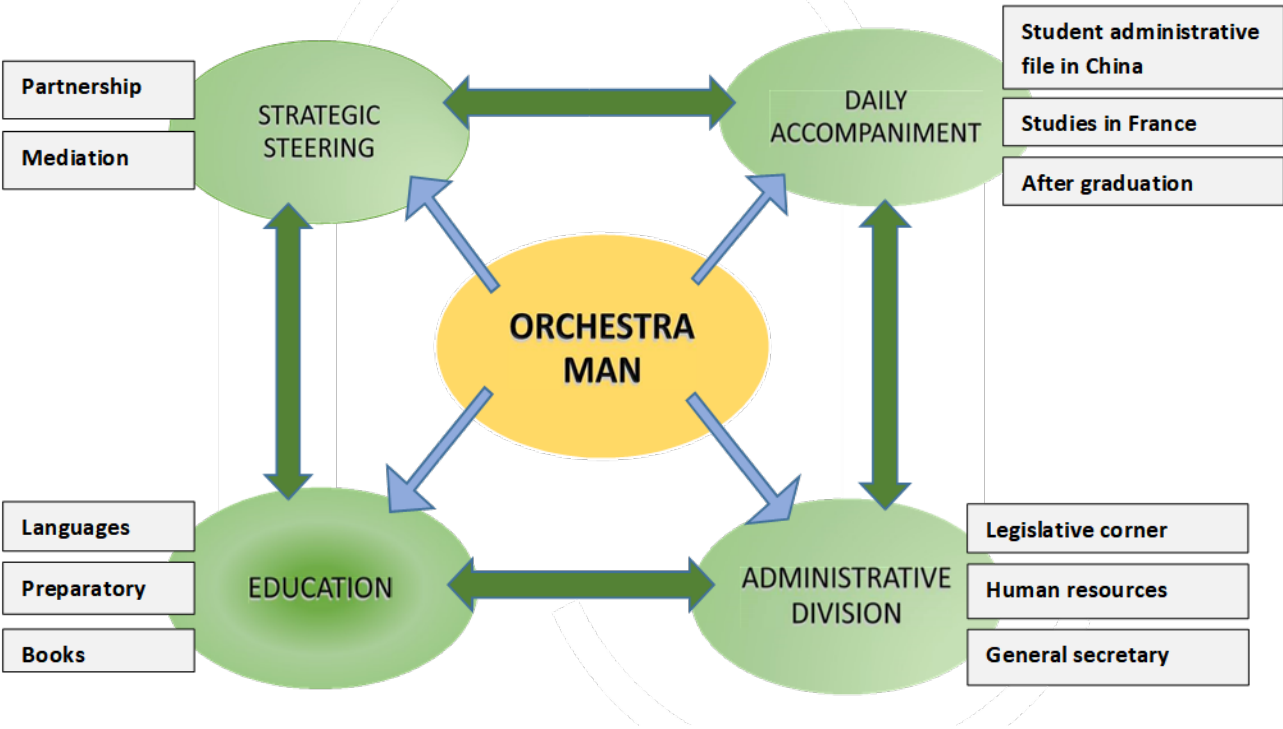 Partnership
Mediation
STRATEGIC
STEERING
DAILY
ACCOMPANIMENT
Student administrative
file in China
Studies in France
After graduation
ORCHESTRA
MAN
Languages
Preparatory
Books
EDUCATION
ADMINISTRATIVE
DIVISION
Legislative corner
Human resources
General secretary